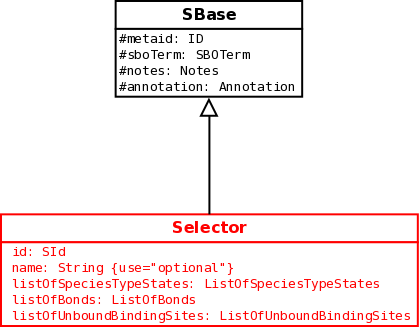 SBase
#metaid: ID
#sboTerm: SBOTerm
#notes: Notes
#annotation: Annotation
Selector
id: SId
name: String {use="optional"}
listOfSpeciesTypeStates: ListOfSpeciesTypeStates
listOfBonds: ListOfBonds
listOfUnboundBindingSites: ListOfUnboundBindingSites